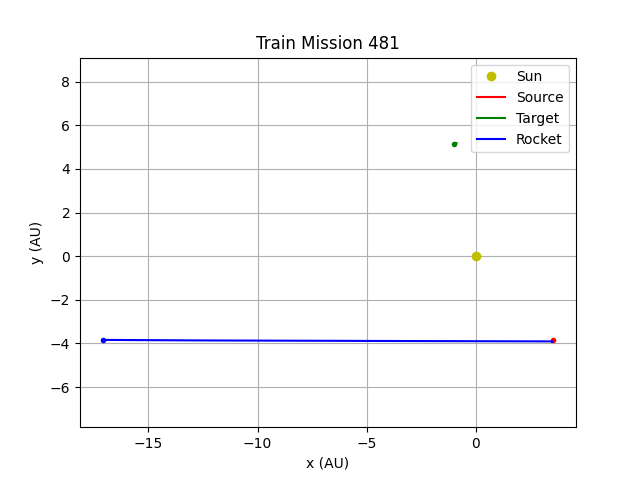 Train Mission 481
Sun
Source
Target
Rocket
8
6
4
2
0
−2
−4
−6
y (AU)
−15
−10
−5
0
x (AU)